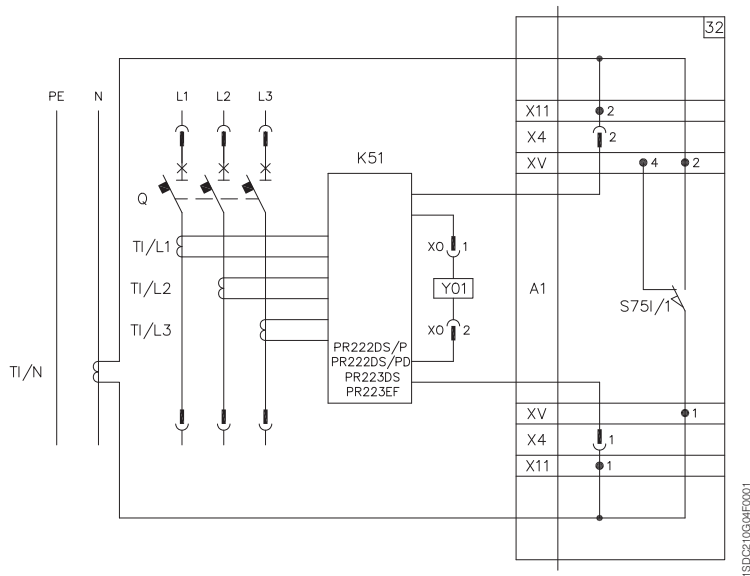 32
PE N L1 L2 L3
X11 2
X4 2
K51
XV 4 2
Q
TI/L1
X0 1
TI/L2
Y01
A1
S75I/1
TI/L3
X0 2
PR222DS/P
PR222DS/PD
PR223DS
PR223EF
TI/N
XV 1
X4 1
X11 1
1SDC210G04F0001